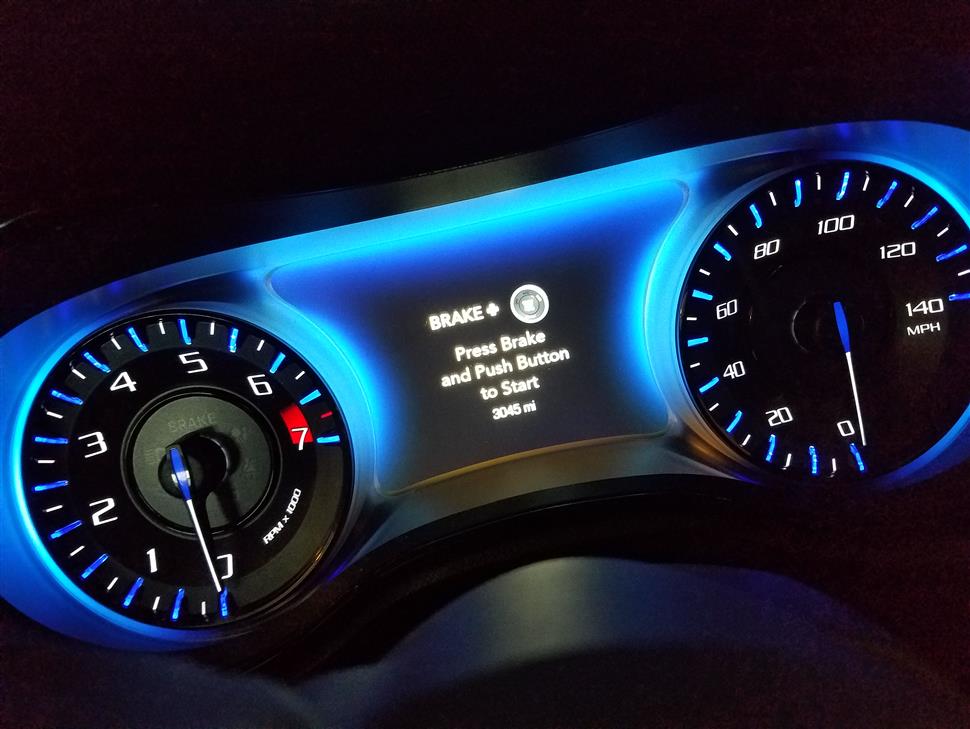 0
1
2
3
4
5
6
7
RPM x 1000
BRAKE
BRAKE +
Press Brake
and Push Button
to Start
3045 mi
0
20
40
60
80
100
120
140
MPH